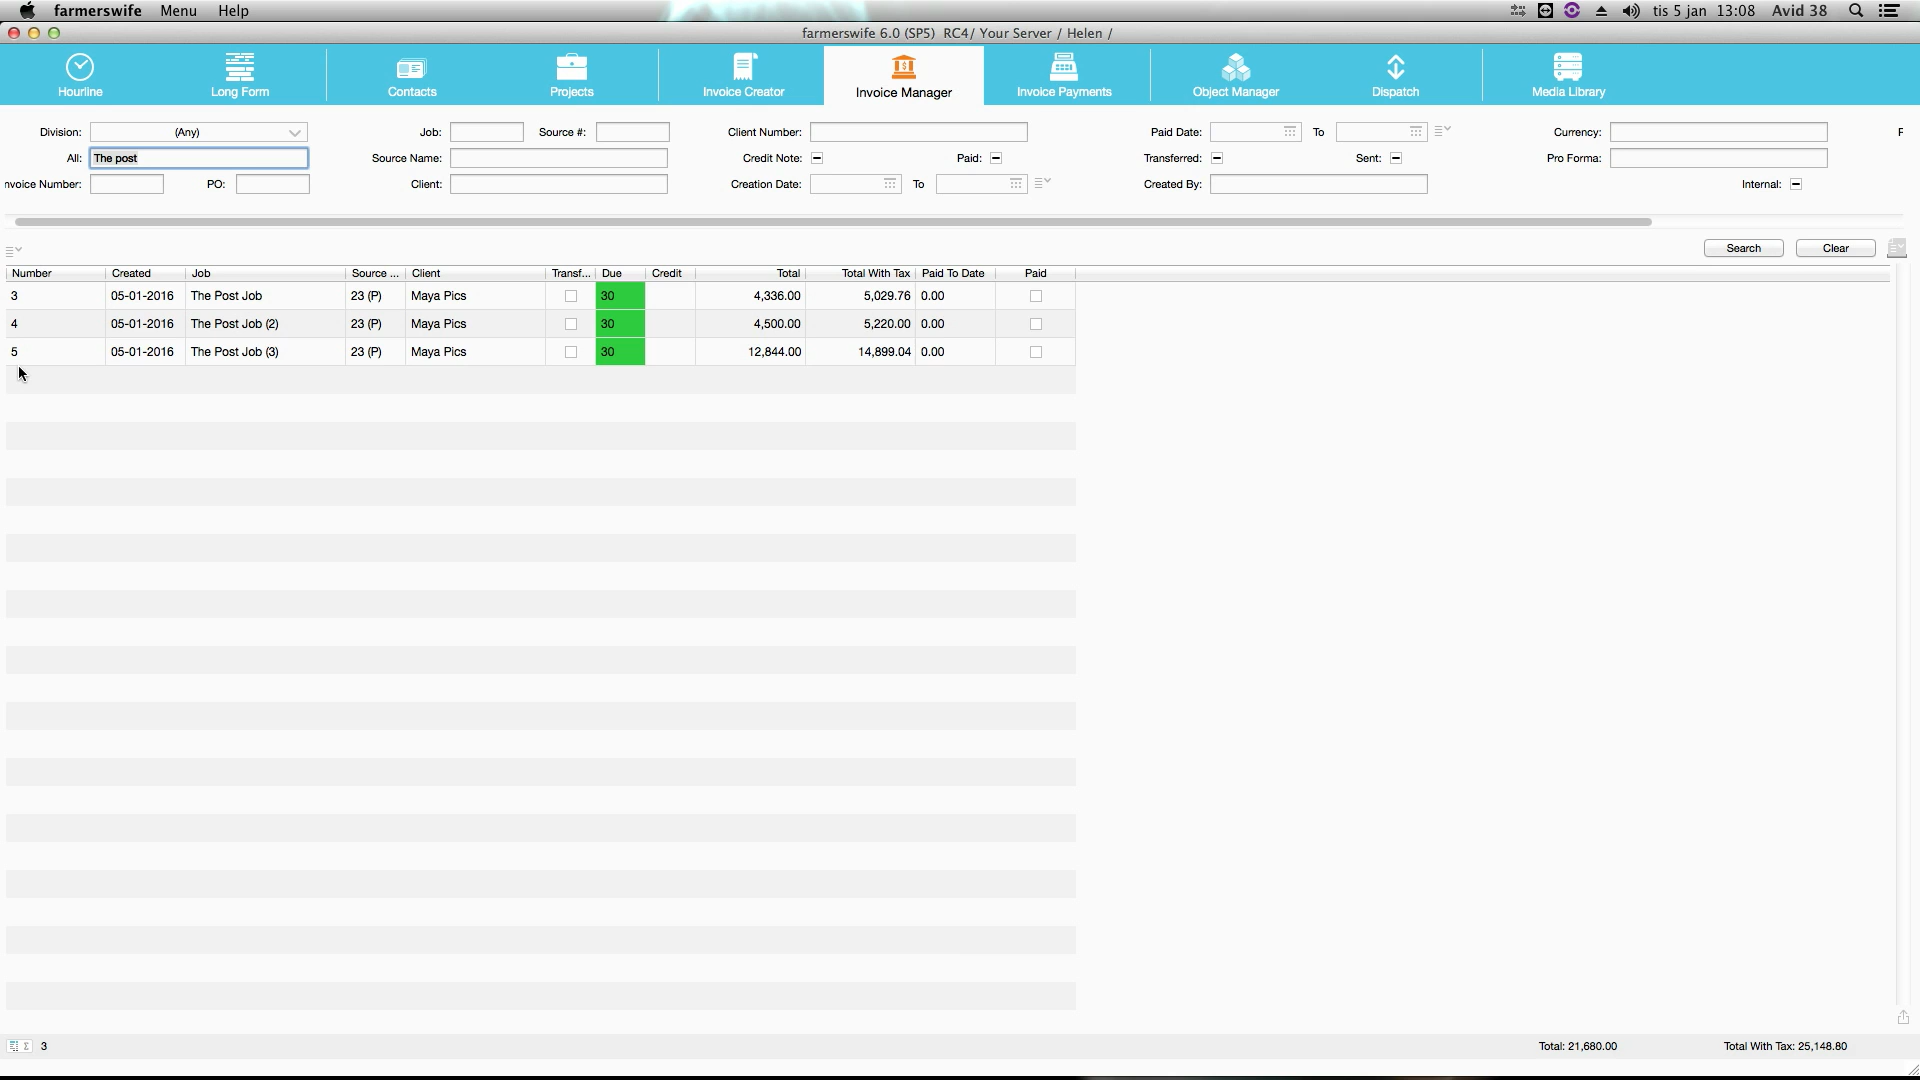 farmerswife Menu Help tis 5 jan 13:08 Avid 38
farmerswife 6.0 (SP5) RC4/ Your Server / Helen /
Hourline Long Form Contacts Projects Invoice Creator Invoice Manager Invoice Payments Object Manager Dispatch Media Library
Division: (Any) Job: Source #: Client Number: Paid Date: To Currency: F
All: The post Source Name: Credit Note: Paid: Transferred: Sent: Pro Forma:
nvoice Number: PO: Client: Creation Date: To Created By: Internal:
Search Clear
Number Created Job Source ... Client Transf... Due Credit Total Total With Tax Paid To Date Paid
3 05-01-2016 The Post Job 23 (P) Maya Pics 30 4,336.00 5,029.76 0.00
4 05-01-2016 The Post Job (2) 23 (P) Maya Pics 30 4,500.00 5,220.00 0.00
5 05-01-2016 The Post Job (3) 23 (P) Maya Pics 30 12,844.00 14,899.04 0.00
Σ 3 Total: 21,680.00 Total With Tax: 25,148.80